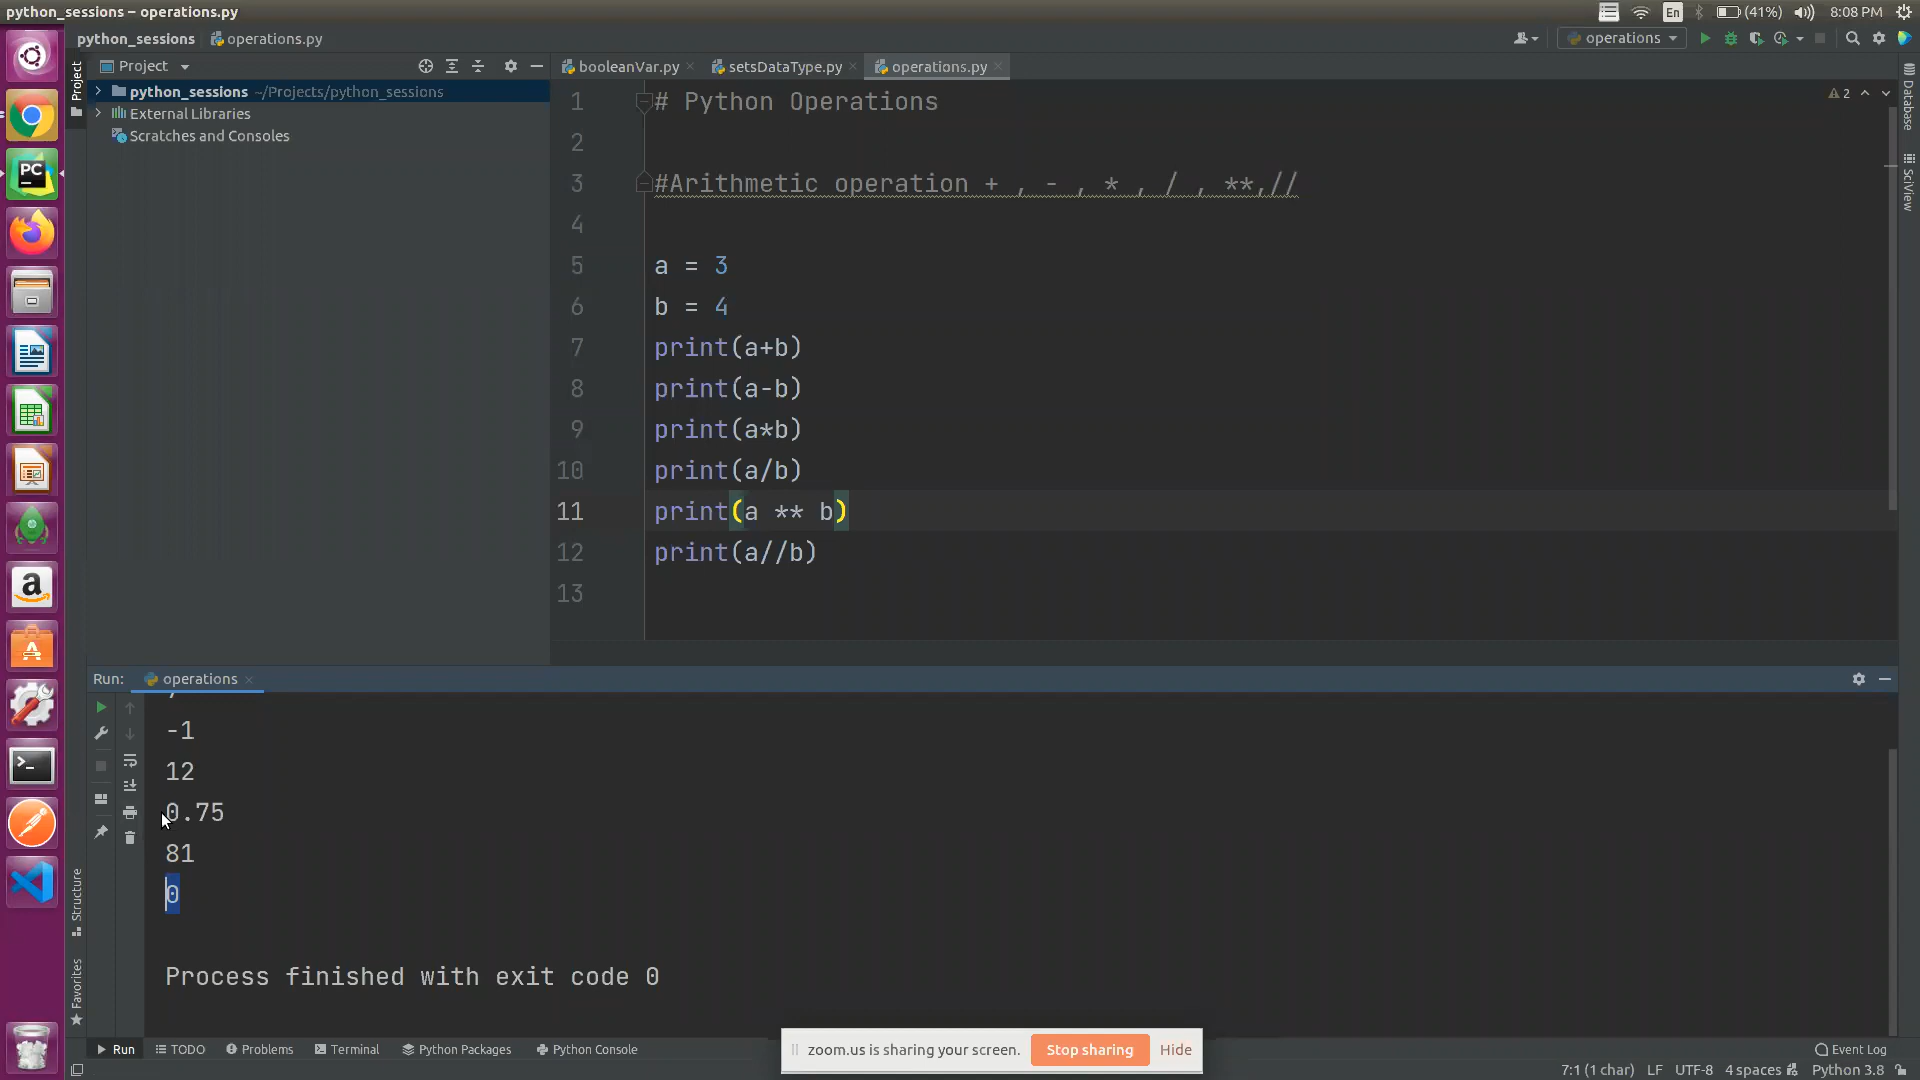 python_sessions – operations.py
En
(41%)
8:08 PM
python_sessions
operations.py
operations
Project
booleanVar.py
setsDataType.py
operations.py
Project
python_sessions ~/Projects/python_sessions
External Libraries
Scratches and Consoles
2
Database
SciView
1 # Python Operations
2
3 #Arithmetic operation + , - , * , / , **,//
4
5 a = 3
6 b = 4
7 print(a+b)
8 print(a-b)
9 print(a*b)
10 print(a/b)
11 print(a ** b)
12 print(a//b)
13
Run: operations
-1
12
0.75
81
0
Process finished with exit code 0
Structure
Favorites
Run
TODO
Problems
Terminal
Python Packages
Python Console
zoom.us is sharing your screen.
Stop sharing
Hide
Event Log
7:1 (1 char)
LF
UTF-8
4 spaces
Python 3.8
PC